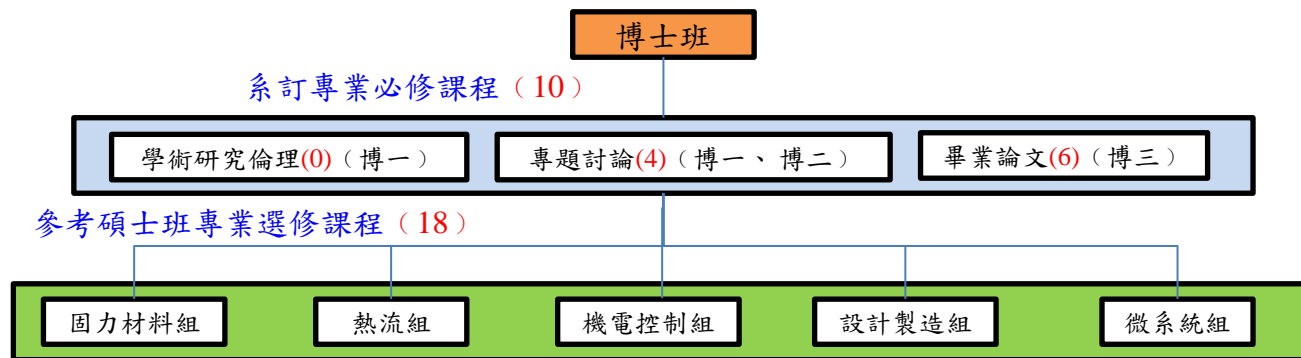 博士班
系訂專業必修課程（10）
學術研究倫理(0)（博一）
專題討論(4)（博一、博二）
畢業論文(6)（博三）
參考碩士班專業選修課程（18）
固力材料組
熱流組
機電控制組
設計製造組
微系統組